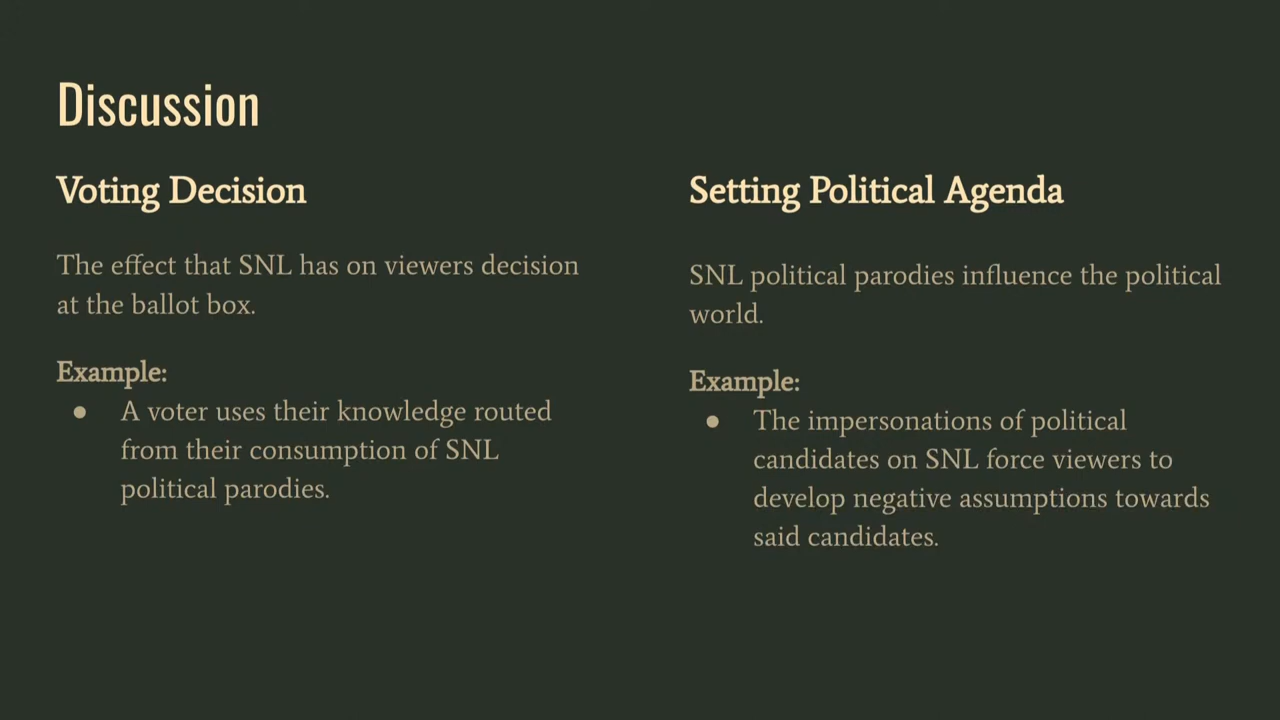 Discussion
Voting Decision
The effect that SNL has on viewers decision
at the ballot box.
Example:
● A voter uses their knowledge routed
from their consumption of SNL
political parodies.
Setting Political Agenda
SNL political parodies influence the political
world.
Example:
● The impersonations of political
candidates on SNL force viewers to
develop negative assumptions towards
said candidates.